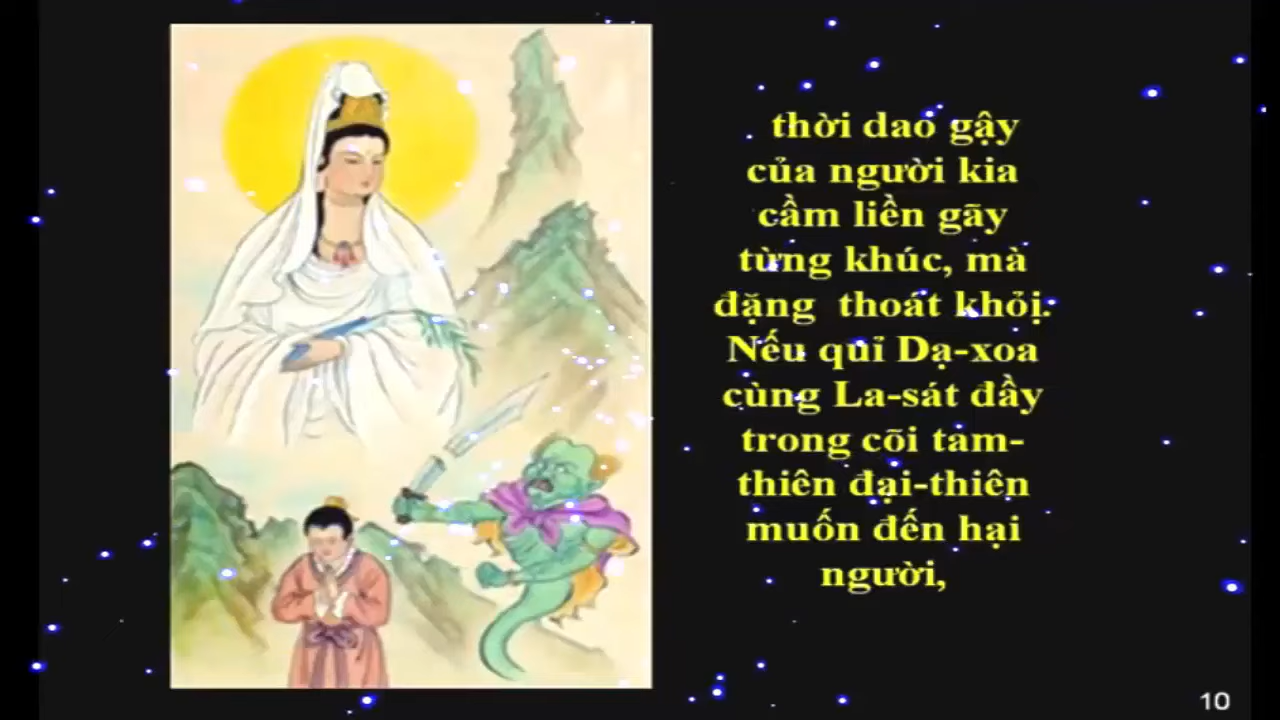 thời dao gậy
của người kia
cầm liền gãy
từng khúc, mà
đặng thoát khỏi.
Nếu quỉ Dạ-xoa
cùng La-sát đầy
trong cõi tam-
thiên đại-thiên
muốn đến hại
người,
10